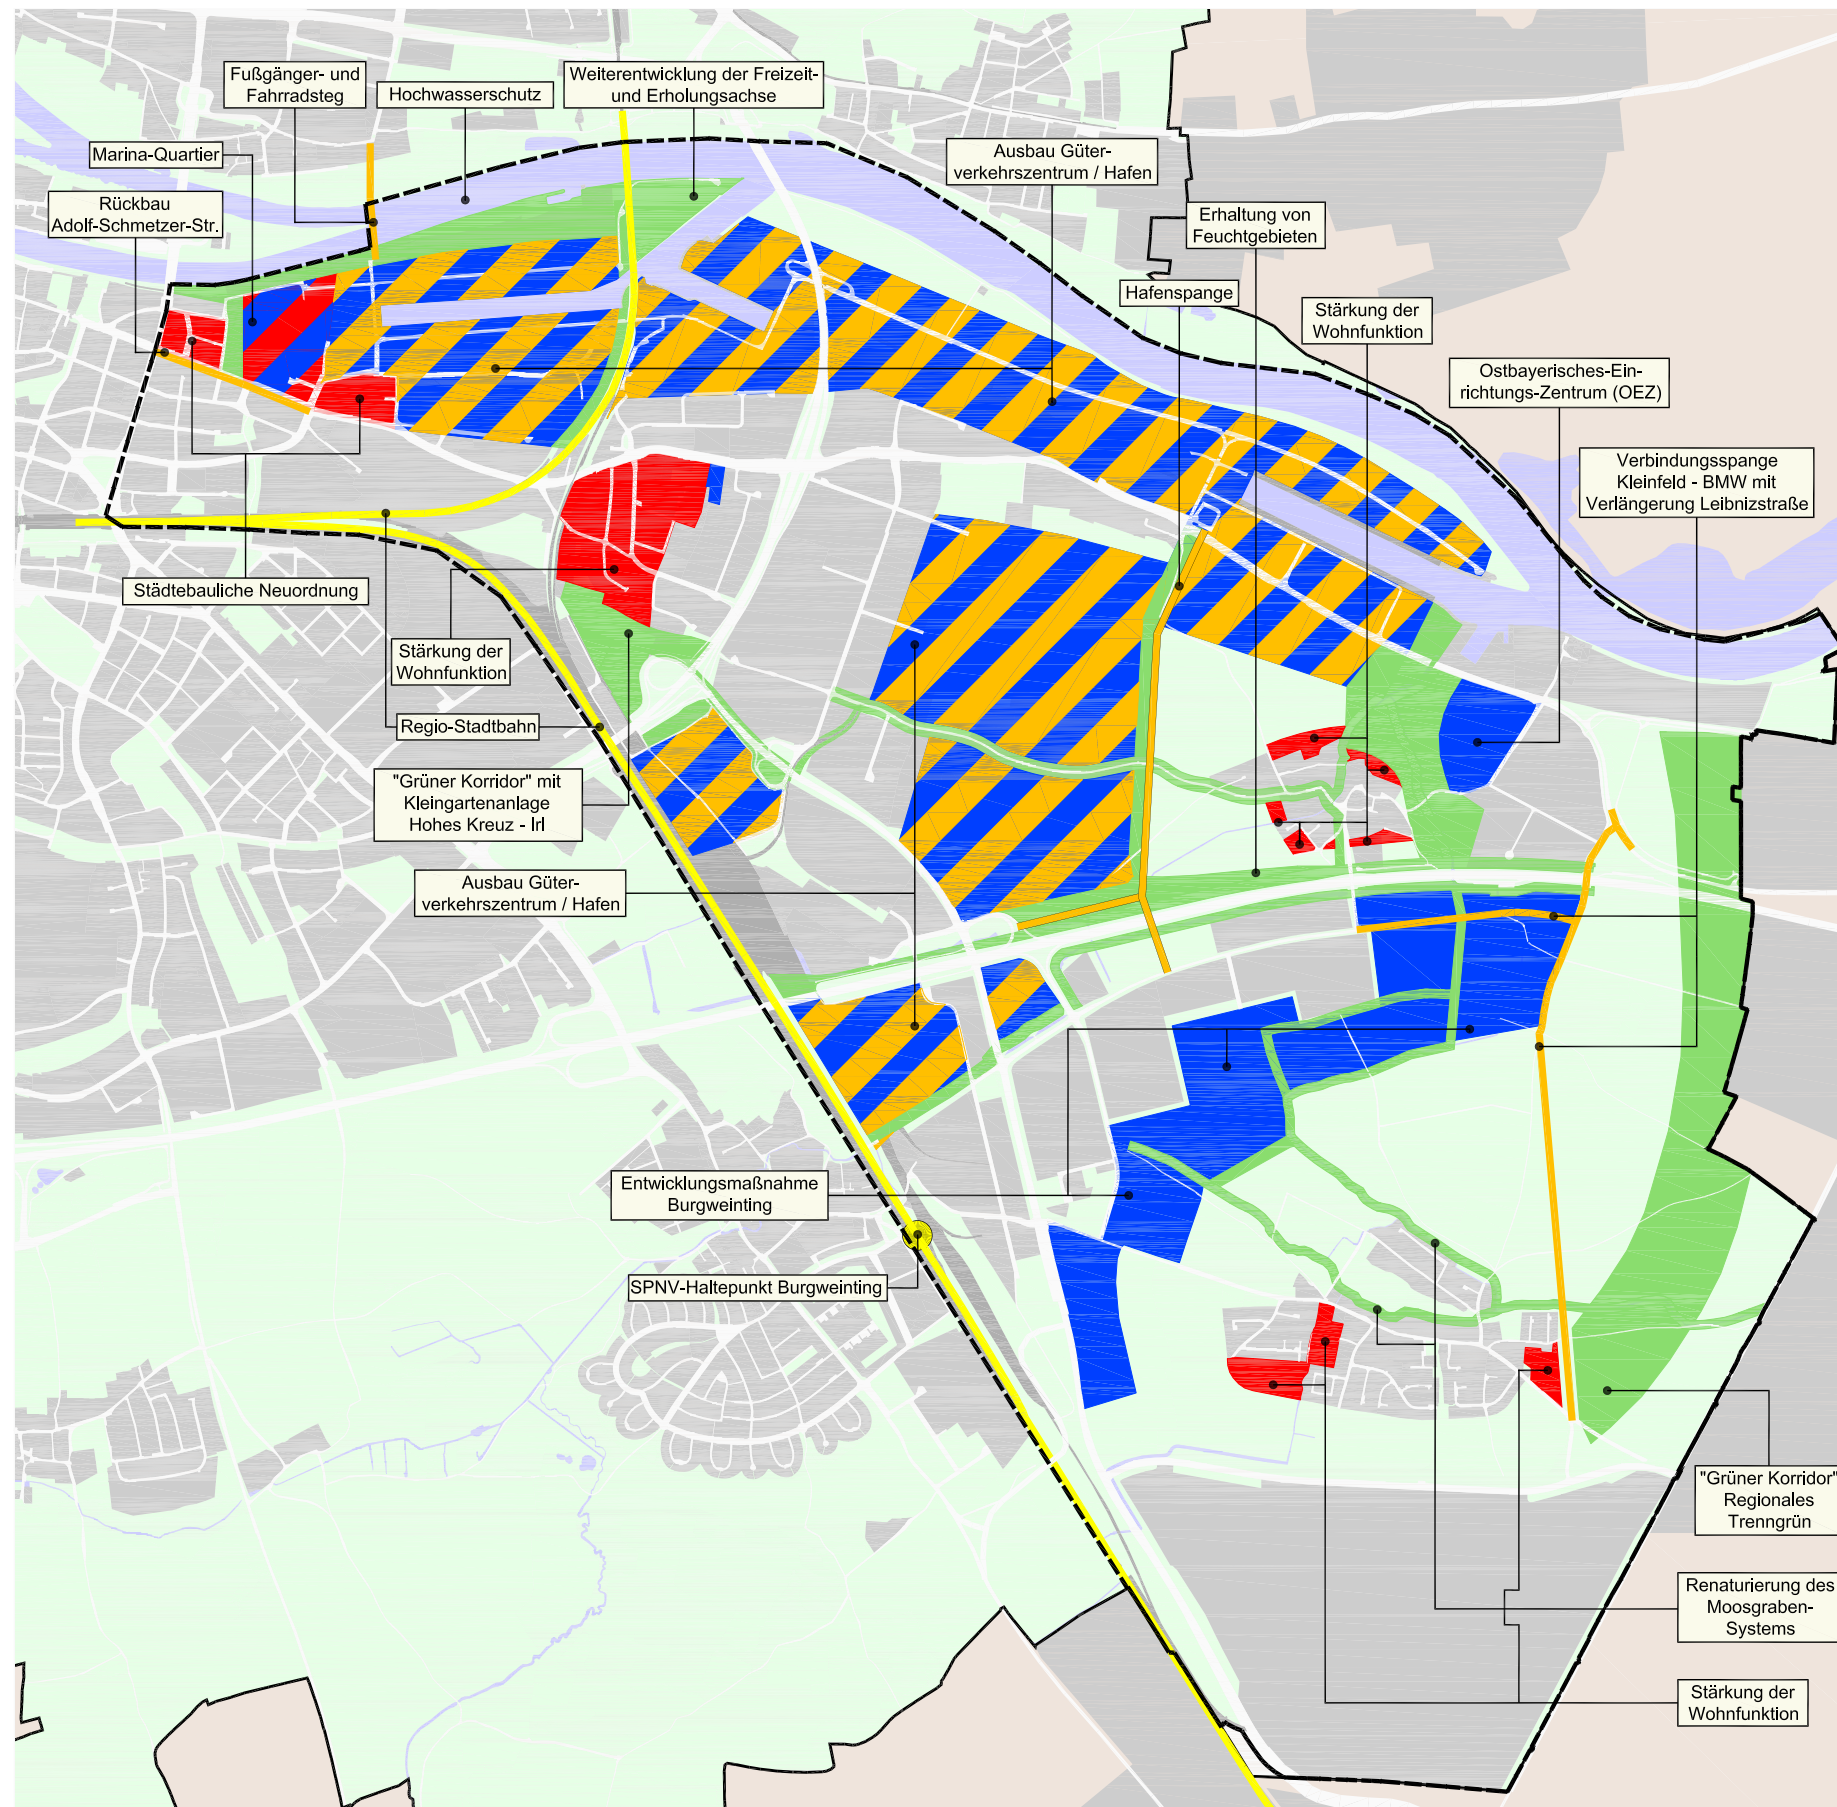 Fußgänger- und
Fahrradsteg
Hochwasserschutz
Weiterentwicklung der Freizeit-
und Erholungsachse
Marina-Quartier
Ausbau Güter-
verkehrszentrum / Hafen
Rückbau
Adolf-Schmetzer-Str.
Erhaltung von
Feuchtgebieten
Hafenspange
Stärkung der
Wohnfunktion
Ostbayerisches-Ein-
richtungs-Zentrum (OEZ)
Verbindungsspange
Kleinfeld - BMW mit
Verlängerung Leibnizstraße
Städtebauliche Neuordnung
Stärkung der
Wohnfunktion
Regio-Stadtbahn
"Grüner Korridor" mit
Kleingartenanlage
Hohes Kreuz - Irl
Ausbau Güter-
verkehrszentrum / Hafen
Entwicklungsmaßnahme
Burgweinting
SPNV-Haltepunkt Burgweinting
"Grüner Korridor"
Regionales
Trenngrün
Renaturierung des
Moosgraben-
Systems
Stärkung der
Wohnfunktion